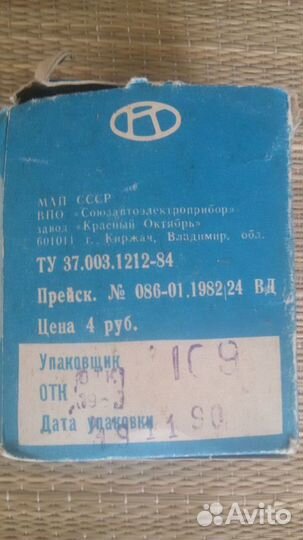 МАП СССР
ВПО «Союзавтоэлектроприбор»
завод «Красный Октябрь»
601011 г. Киржач, Владимир. обл.
ТУ 37.003.1212-84
Прейск. № 086-01.1982/24 ВД
Цена 4 руб.
Упаковщик 109
ОТК
Дата упаковки
Avito